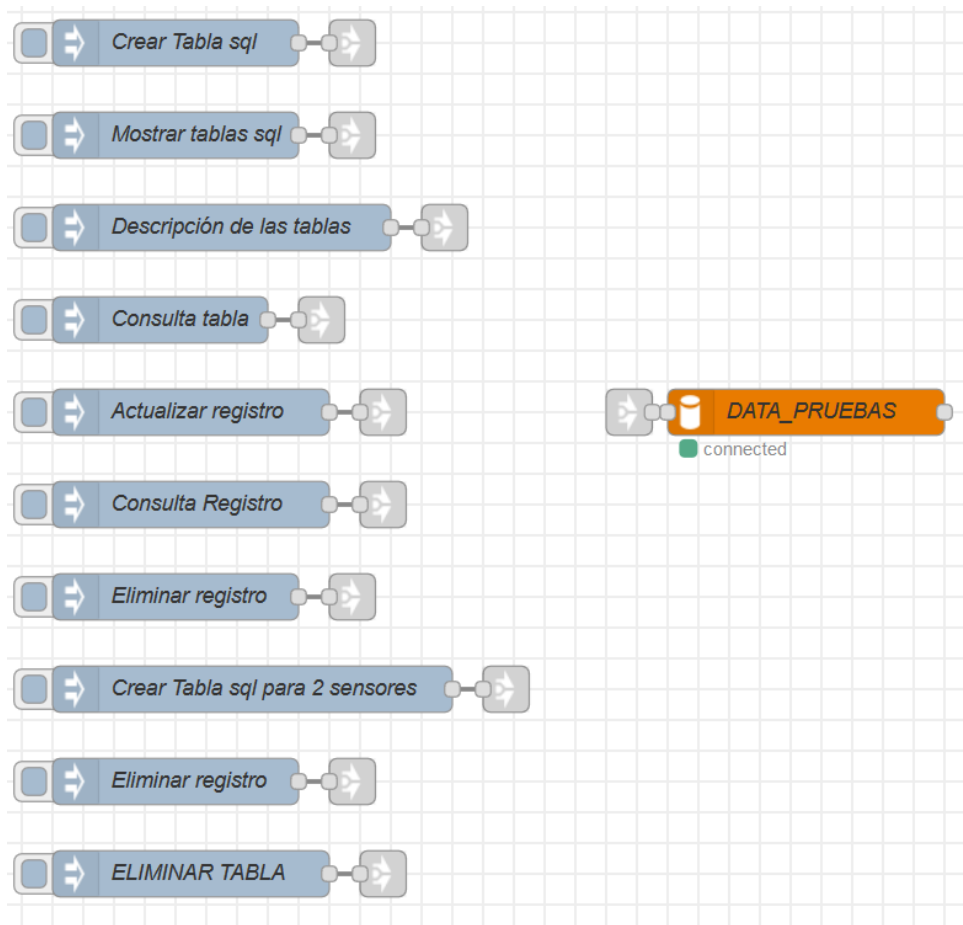 Crear Tabla sql
Mostrar tablas sql
Descripción de las tablas
Consulta tabla
Actualizar registro
DATA_PRUEBAS
connected
Consulta Registro
Eliminar registro
Crear Tabla sql para 2 sensores
Eliminar registro
ELIMINAR TABLA